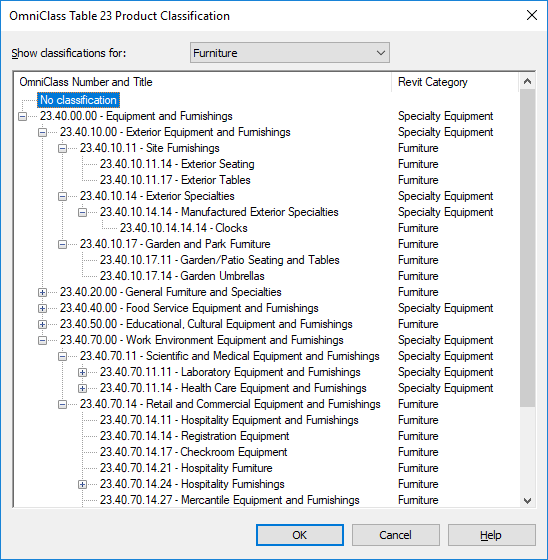 OmniClass Table 23 Product Classification
Show classifications for: Furniture
OmniClass Number and Title Revit Category
No classification
23.40.00.00 - Equipment and Furnishings Specialty Equipment
23.40.10.00 - Exterior Equipment and Furnishings Specialty Equipment
23.40.10.11 - Site Furnishings Furniture
23.40.10.11.14 - Exterior Seating Furniture
23.40.10.11.17 - Exterior Tables Furniture
23.40.10.14 - Exterior Specialties Specialty Equipment
23.40.10.14.14 - Manufactured Exterior Specialties Specialty Equipment
23.40.10.14.14.14 - Clocks Furniture
23.40.10.17 - Garden and Park Furniture Furniture
23.40.10.17.11 - Garden/Patio Seating and Tables Furniture
23.40.10.17.14 - Garden Umbrellas Furniture
23.40.20.00 - General Furniture and Specialties Furniture
23.40.40.00 - Food Service Equipment and Furnishings Specialty Equipment
23.40.50.00 - Educational, Cultural Equipment and Furnishings Furniture
23.40.70.00 - Work Environment Equipment and Furnishings Specialty Equipment
23.40.70.11 - Scientific and Medical Equipment and Furnishings Specialty Equipment
23.40.70.11.11 - Laboratory Equipment and Furnishings Specialty Equipment
23.40.70.11.14 - Health Care Equipment and Furnishings Specialty Equipment
23.40.70.14 - Retail and Commercial Equipment and Furnishings Furniture
23.40.70.14.11 - Hospitality Equipment and Furnishings Furniture
23.40.70.14.14 - Registration Equipment Furniture
23.40.70.14.17 - Checkroom Equipment Furniture
23.40.70.14.21 - Hospitality Furniture Furniture
23.40.70.14.24 - Hospitality Furnishings Furniture
23.40.70.14.27 - Mercantile Equipment and Furnishings Furniture
OK Cancel Help